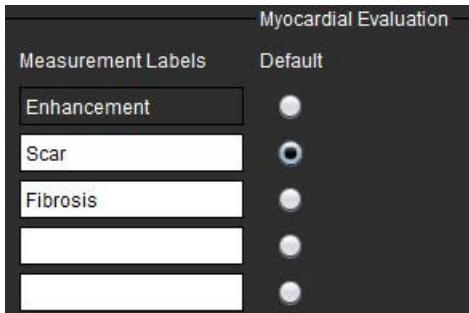 Myocardial Evaluation
Measurement Labels Default
Enhancement
Scar
Fibrosis